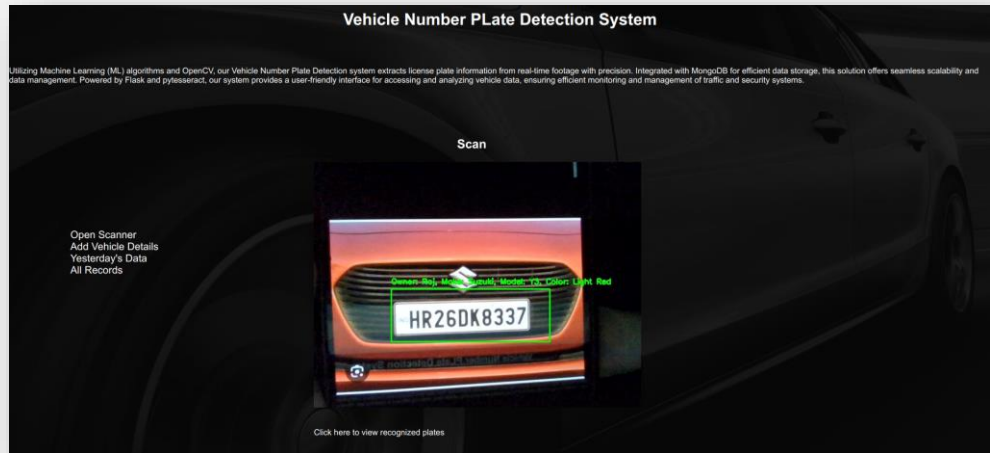 Vehicle Number PLate Detection System
Utilizing Machine Learning (ML) algorithms and OpenCV, our Vehicle Number PLate Detection system extracts license plate information from real-time footage with precision. Integrated with MongoDB for efficient data storage, this solution offers seamless scalability and
data management. Powered by Flask and pytesseract, our system provides a user-friendly interface for accessing and analyzing vehicle data, ensuring efficient monitoring and management of traffic and security systems.
Scan
Open Scanner
Add Vehicle Details
Yesterday's Data
All Records
Owner: Raj, Suzuki, Model: Color: Light Red
HR26DK8337
Click here to view recognized plates